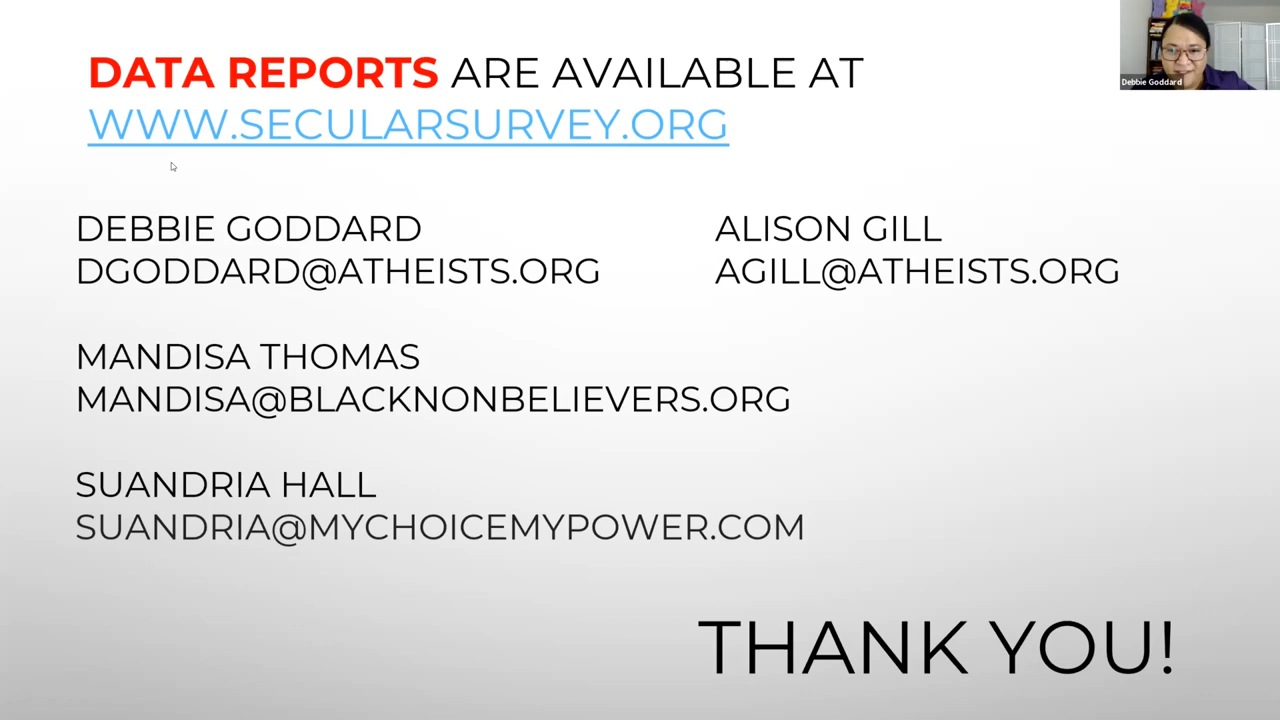 DATA REPORTS ARE AVAILABLE AT
WWW.SECULARSURVEY.ORG
Debbie Goddard
DEBBIE GODDARD
DGODDARD@ATHEISTS.ORG
ALISON GILL
AGILL@ATHEISTS.ORG
MANDISA THOMAS
MANDISA@BLACKNONBELIEVERS.ORG
SUANDRIA HALL
SUANDRIA@MYCHOICEMYPOWER.COM
THANK YOU!